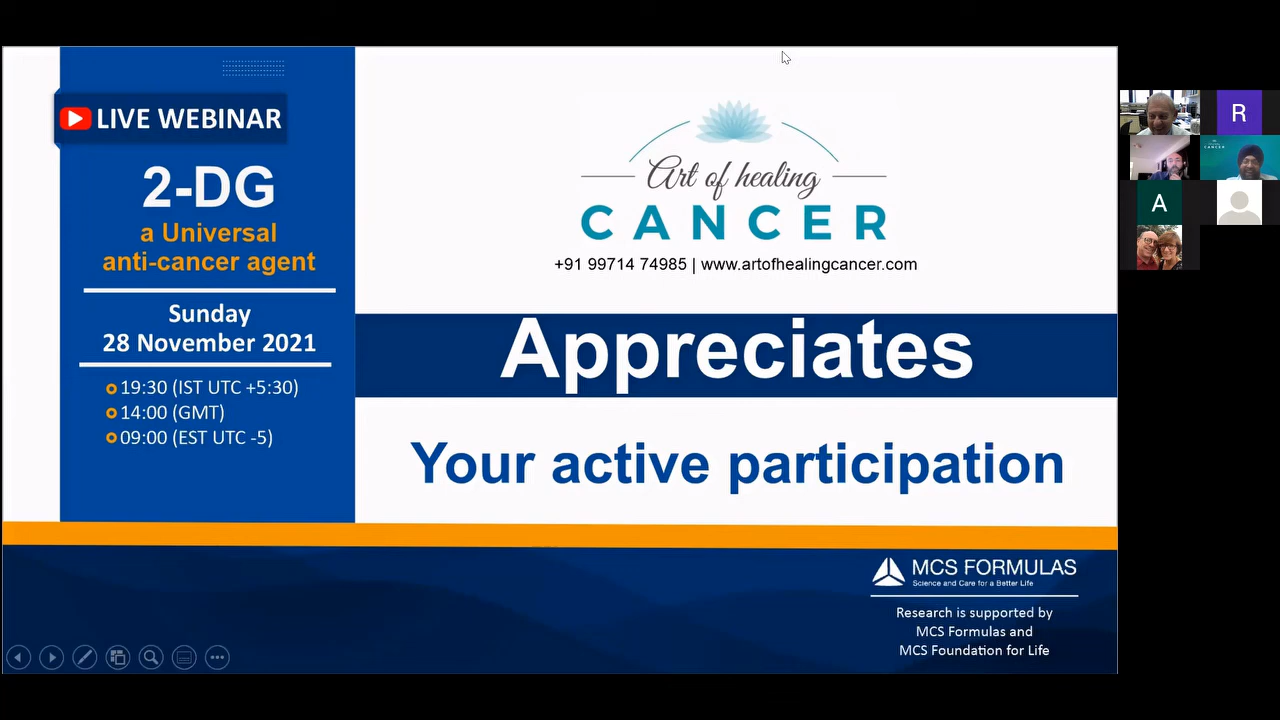 LIVE WEBINAR
2-DG
a Universal
anti-cancer agent
Sunday
28 November 2021
19:30 (IST UTC +5:30)
14:00 (GMT)
09:00 (EST UTC -5)
Art of healing
CANCER
+91 99714 74985 | www.artofhealingcancer.com
Appreciates
Your active participation
MCS FORMULAS
Science and Care for a Better Life
Research is supported by
MCS Formulas and
MCS Foundation for Life
R
CANCER
A